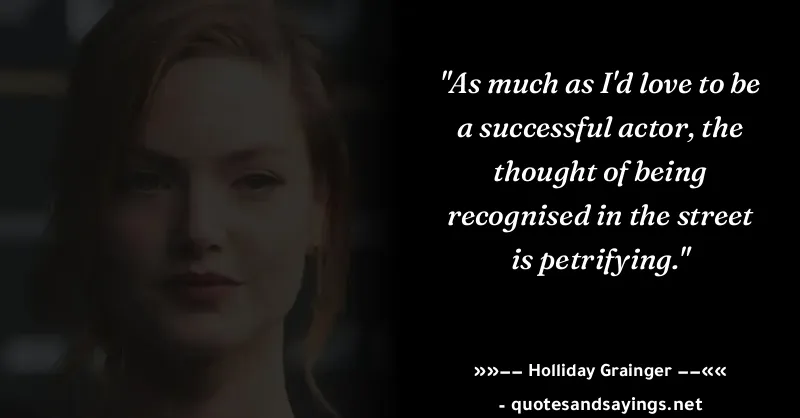 "As much as I'd love to be
a successful actor, the
thought of being
recognised in the street
is petrifying."
»»−− Holliday Grainger −−««
- quotesandsayings.net